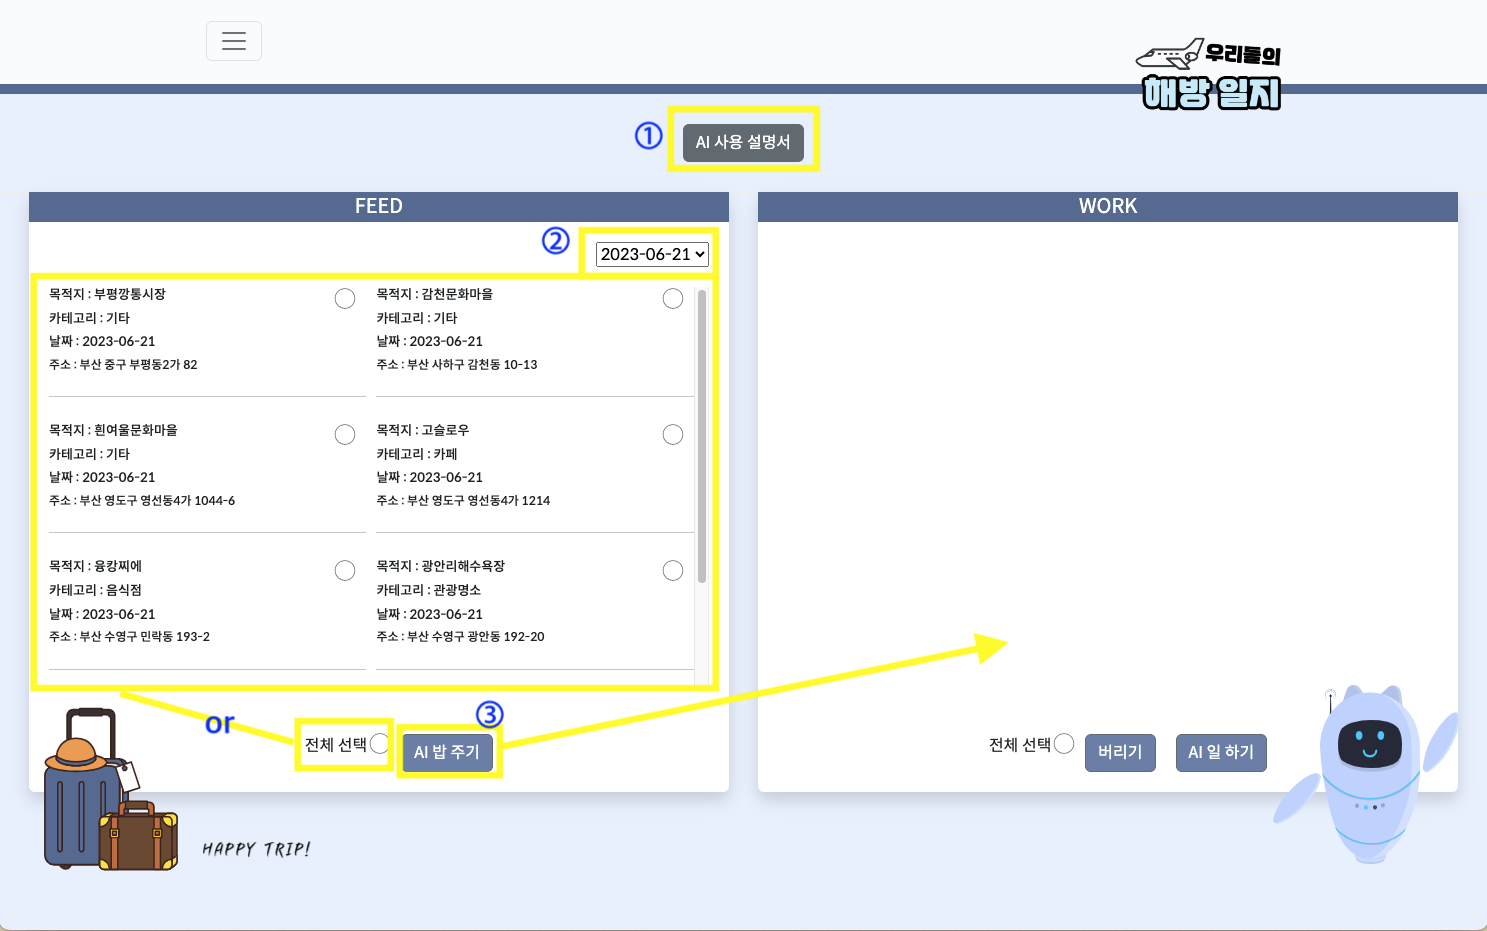 우리들의
해방 일지
①
AI 사용 설명서
FEED
②
2023-06-21
목적지 : 부평깡통시장
카테고리 : 기타
날짜 : 2023-06-21
주소 : 부산 중구 부평동2가 82
목적지 : 감천문화마을
카테고리 : 기타
날짜 : 2023-06-21
주소 : 부산 사하구 감천동 10-13
목적지 : 흰여울문화마을
카테고리 : 기타
날짜 : 2023-06-21
주소 : 부산 영도구 영선동4가 1044-6
목적지 : 고슬로우
카테고리 : 카페
날짜 : 2023-06-21
주소 : 부산 영도구 영선동4가 1214
목적지 : 융캉찌에
카테고리 : 음식점
날짜 : 2023-06-21
주소 : 부산 수영구 민락동 193-2
목적지 : 광안리해수욕장
카테고리 : 관광명소
날짜 : 2023-06-21
주소 : 부산 수영구 광안동 192-20
or
전체 선택
③
AI 밥 주기
WORK
전체 선택
버리기
AI 일 하기
HAPPY TRIP!